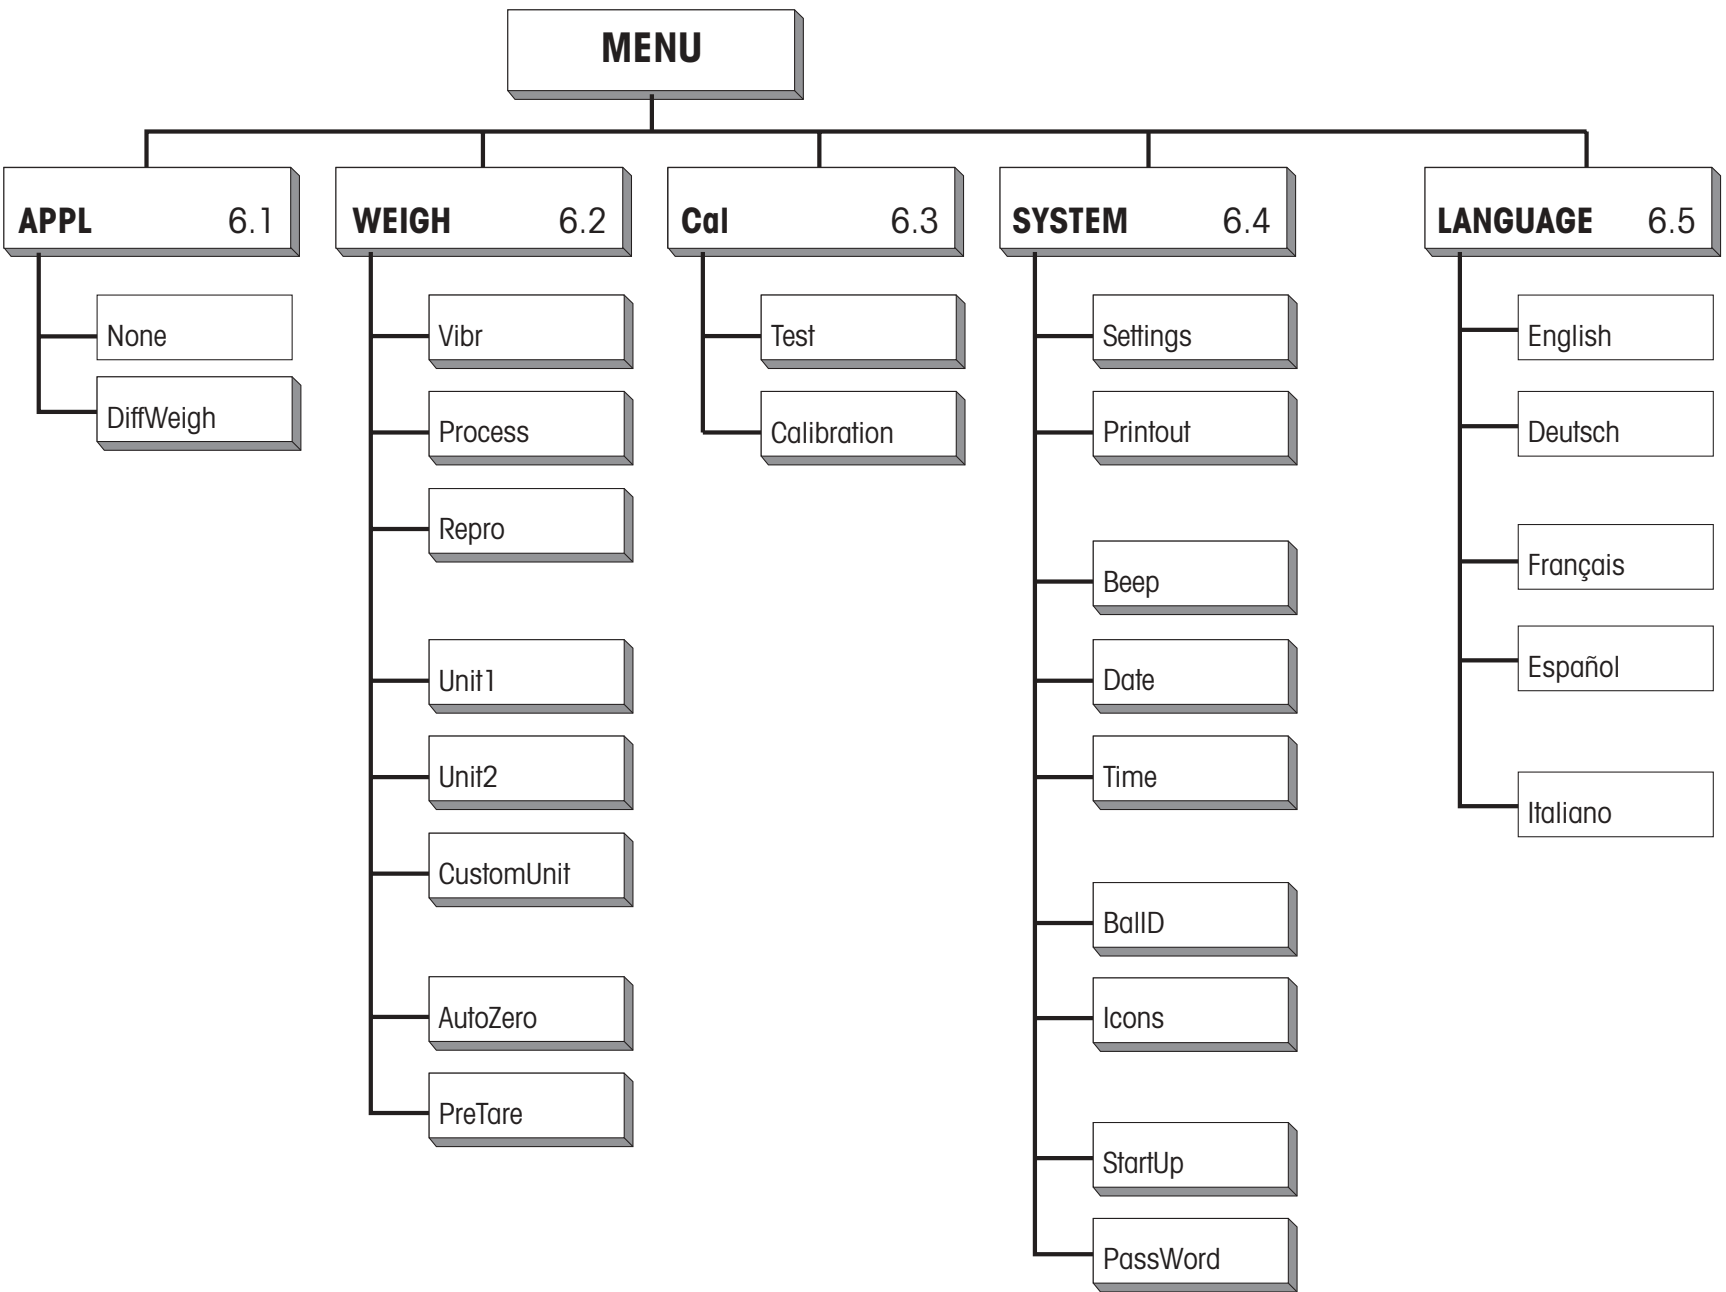 MENU
APPL 6.1
None
DiffWeigh
WEIGH 6.2
Vibr
Process
Repro
Unit1
Unit2
CustomUnit
AutoZero
PreTare
Cal 6.3
Test
Calibration
SYSTEM 6.4
Settings
Printout
Beep
Date
Time
BalID
Icons
StartUp
PassWord
LANGUAGE 6.5
English
Deutsch
Français
Español
Italiano